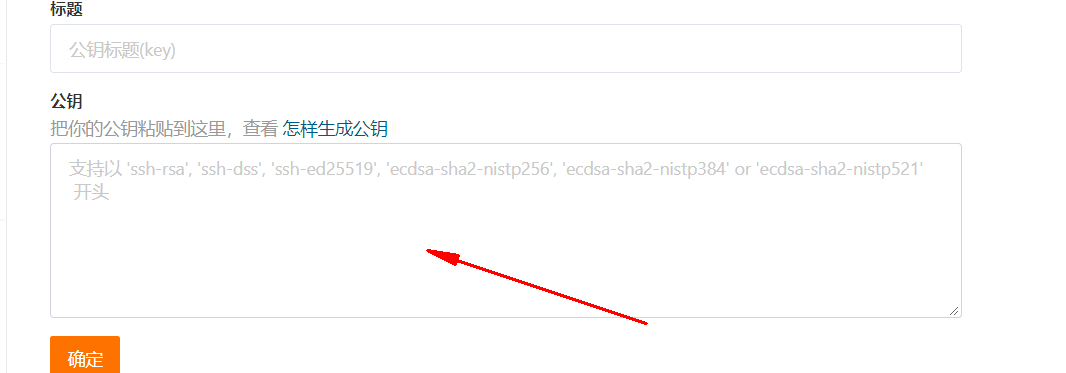 标题
公钥标题(key)
公钥
把你的公钥粘贴到这里，查看 怎样生成公钥
支持以 'ssh-rsa', 'ssh-dss', 'ssh-ed25519', 'ecdsa-sha2-nistp256', 'ecdsa-sha2-nistp384' or 'ecdsa-sha2-nistp521'
开头
确定